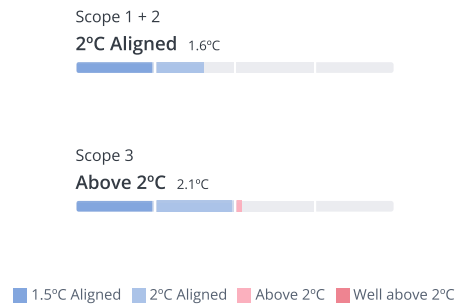 Scope 1 + 2
2ºC Aligned 1.6ºC
Scope 3
Above 2ºC 2.1ºC
1.5ºC Aligned 2ºC Aligned Above 2ºC Well above 2ºC